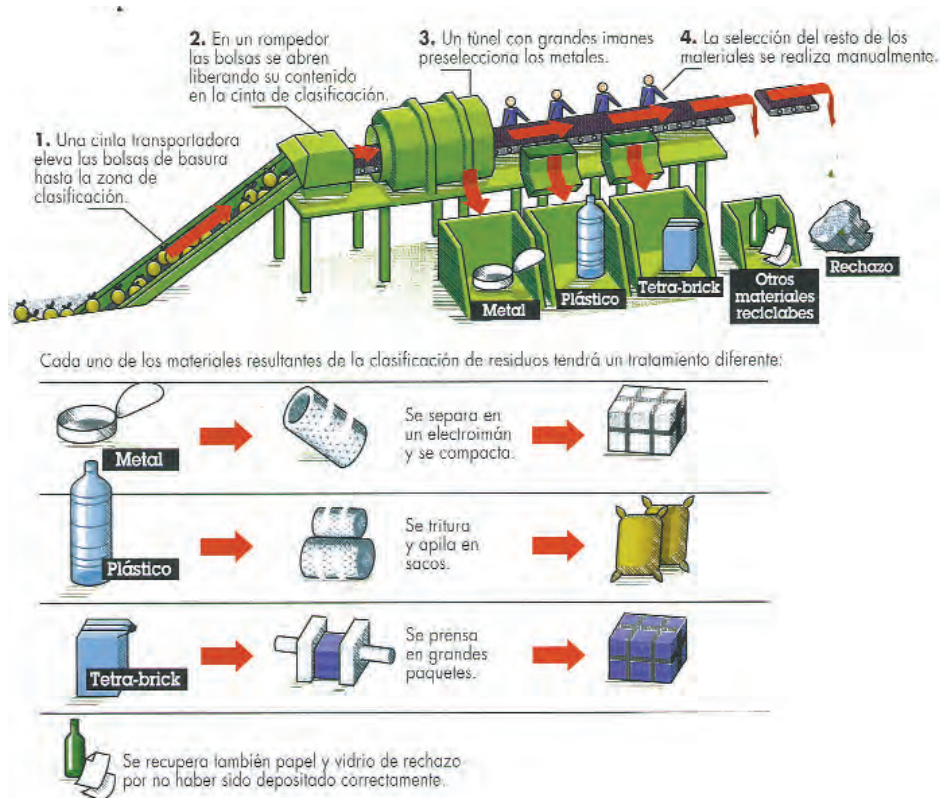 2. En un rompedor
las bolsas se abren
liberando su contenido
en la cinta de clasificación.
3. Un túnel con grandes imanes
preselecciona los metales.
4. La selección del resto de los
materiales se realiza manualmente.
1. Una cinta transportadora
eleva las bolsas de basura
hasta la zona de
clasificación.
Metal
Plástico
Tetra-brick
Otros
materiales
reciclabes
Rechazo
Cada uno de los materiales resultantes de la clasificación de residuos tendrá un tratamiento diferente:
Metal
Se separa en
un electroimán
y se compacta.
Plástico
Se tritura
y apila en
sacos.
Tetra-brick
Se prensa
en grandes
paquetes.
Se recupera también papel y vidrio de rechazo
por no haber sido depositado correctamente.